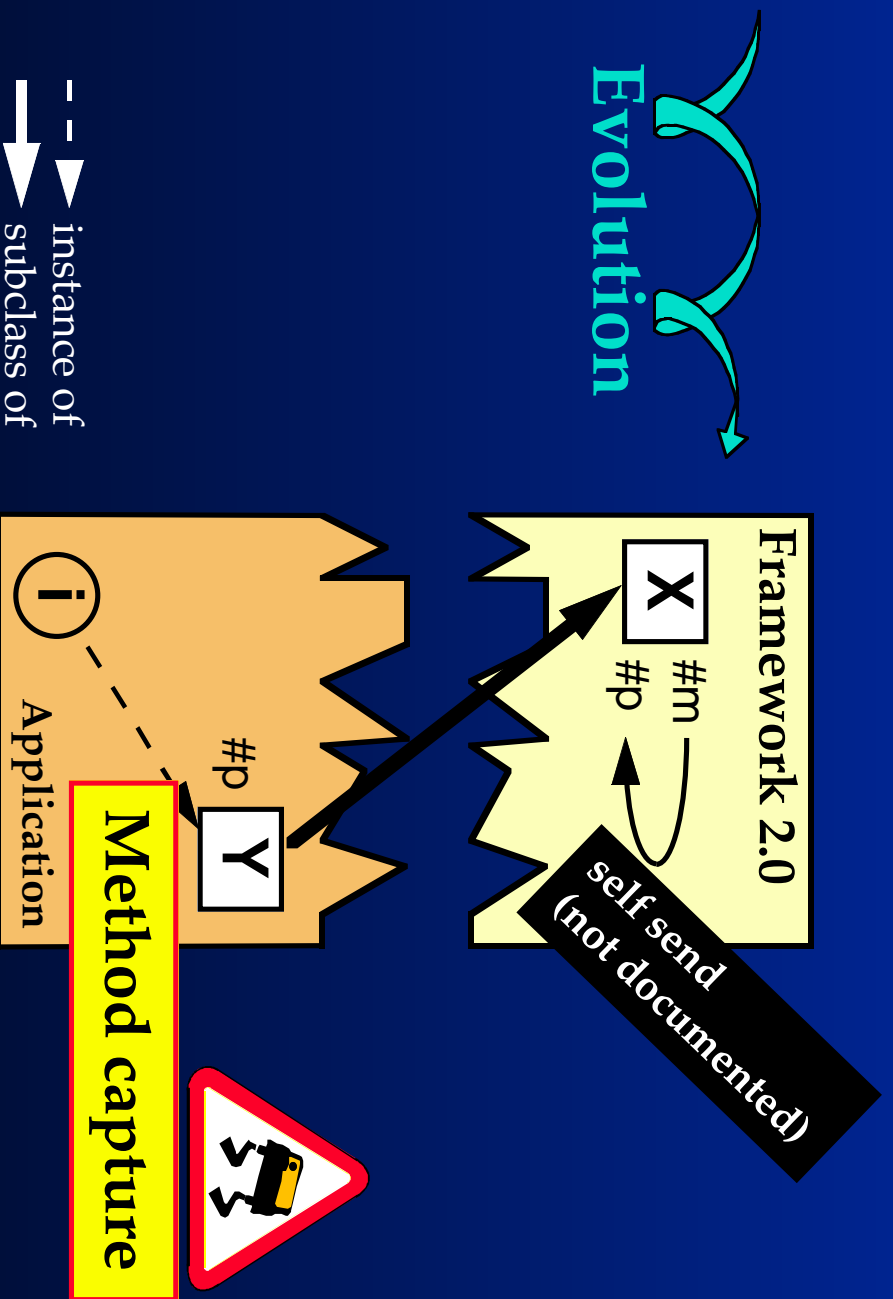 Framework 2.0
X
#m
#p
self send
(not documented)
Evolution
#p
Y
i
Application
Method capture
instance of
subclass of